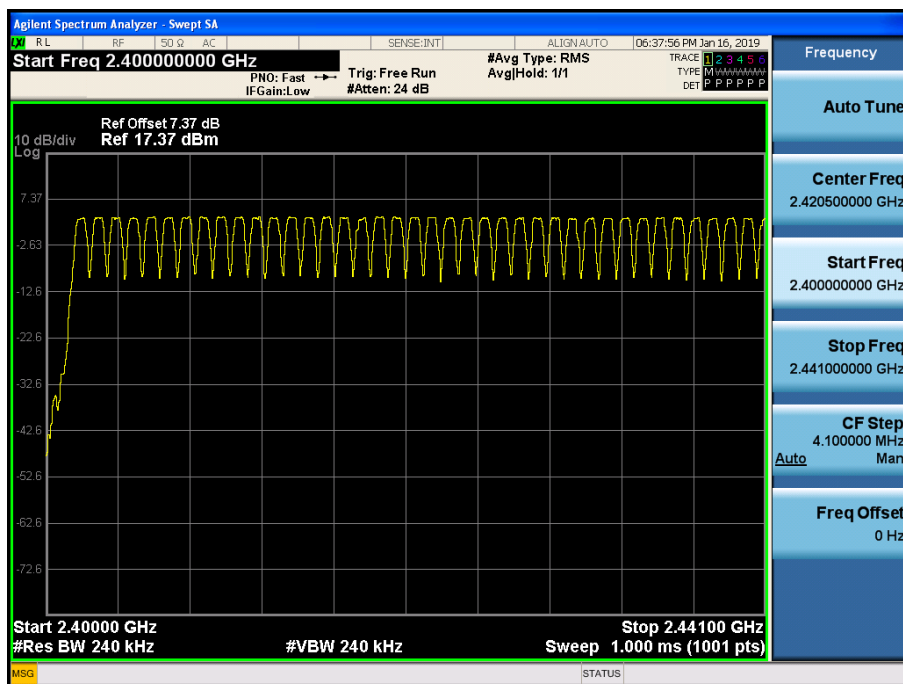 Agilent Spectrum Analyzer - Swept SA
LXI RL RF 50 Ω AC SENSE:INT ALIGNAUTO 06:37:56 PM Jan 16, 2019
Start Freq 2.400000000 GHz
PNO: Fast
IFGain:Low
Trig: Free Run
#Atten: 24 dB
#Avg Type: RMS
Avg|Hold: 1/1
TRACE 1 2 3 4 5 6
TYPE M
DET P P P P P P
Ref Offset 7.37 dB
10 dB/div Ref 17.37 dBm
Log
7.37
-2.63
-12.6
-22.6
-32.6
-42.6
-52.6
-62.6
-72.6
Start 2.40000 GHz Stop 2.44100 GHz
#Res BW 240 kHz #VBW 240 kHz Sweep 1.000 ms (1001 pts)
MSG STATUS
Frequency
Auto Tune
Center Freq
2.420500000 GHz
Start Freq
2.400000000 GHz
Stop Freq
2.441000000 GHz
CF Step
4.100000 MHz
Auto Man
Freq Offset
0 Hz